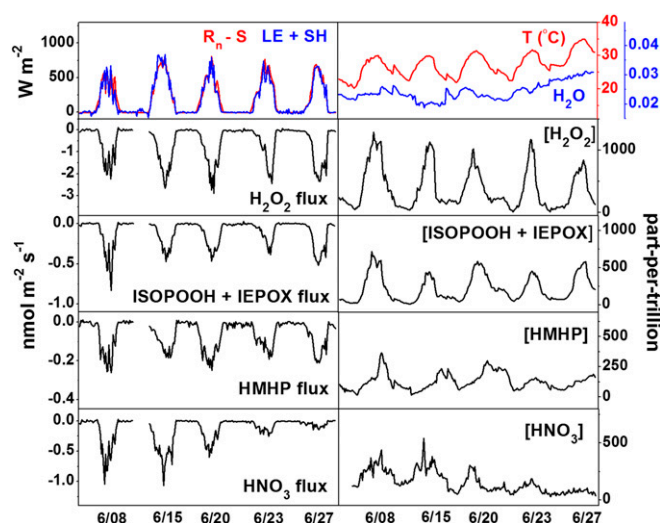 R_n - S LE + SH
T (°C)
H₂O
W m⁻²
1000
500
0
40
30
20
0.04
0.03
0.02
H₂O₂ flux
0
-1
-2
-3
[H₂O₂]
1000
0
ISOPOOH + IEPOX flux
0.0
-0.5
-1.0
[ISOPOOH + IEPOX]
1000
500
0
nmol m⁻² s⁻¹
part-per-trillion
HMHP flux
0.0
-0.2
-0.4
[HMHP]
500
250
0
HNO₃ flux
0.0
-0.5
-1.0
[HNO₃]
500
0
6/08 6/15 6/20 6/23 6/27
6/08 6/15 6/20 6/23 6/27